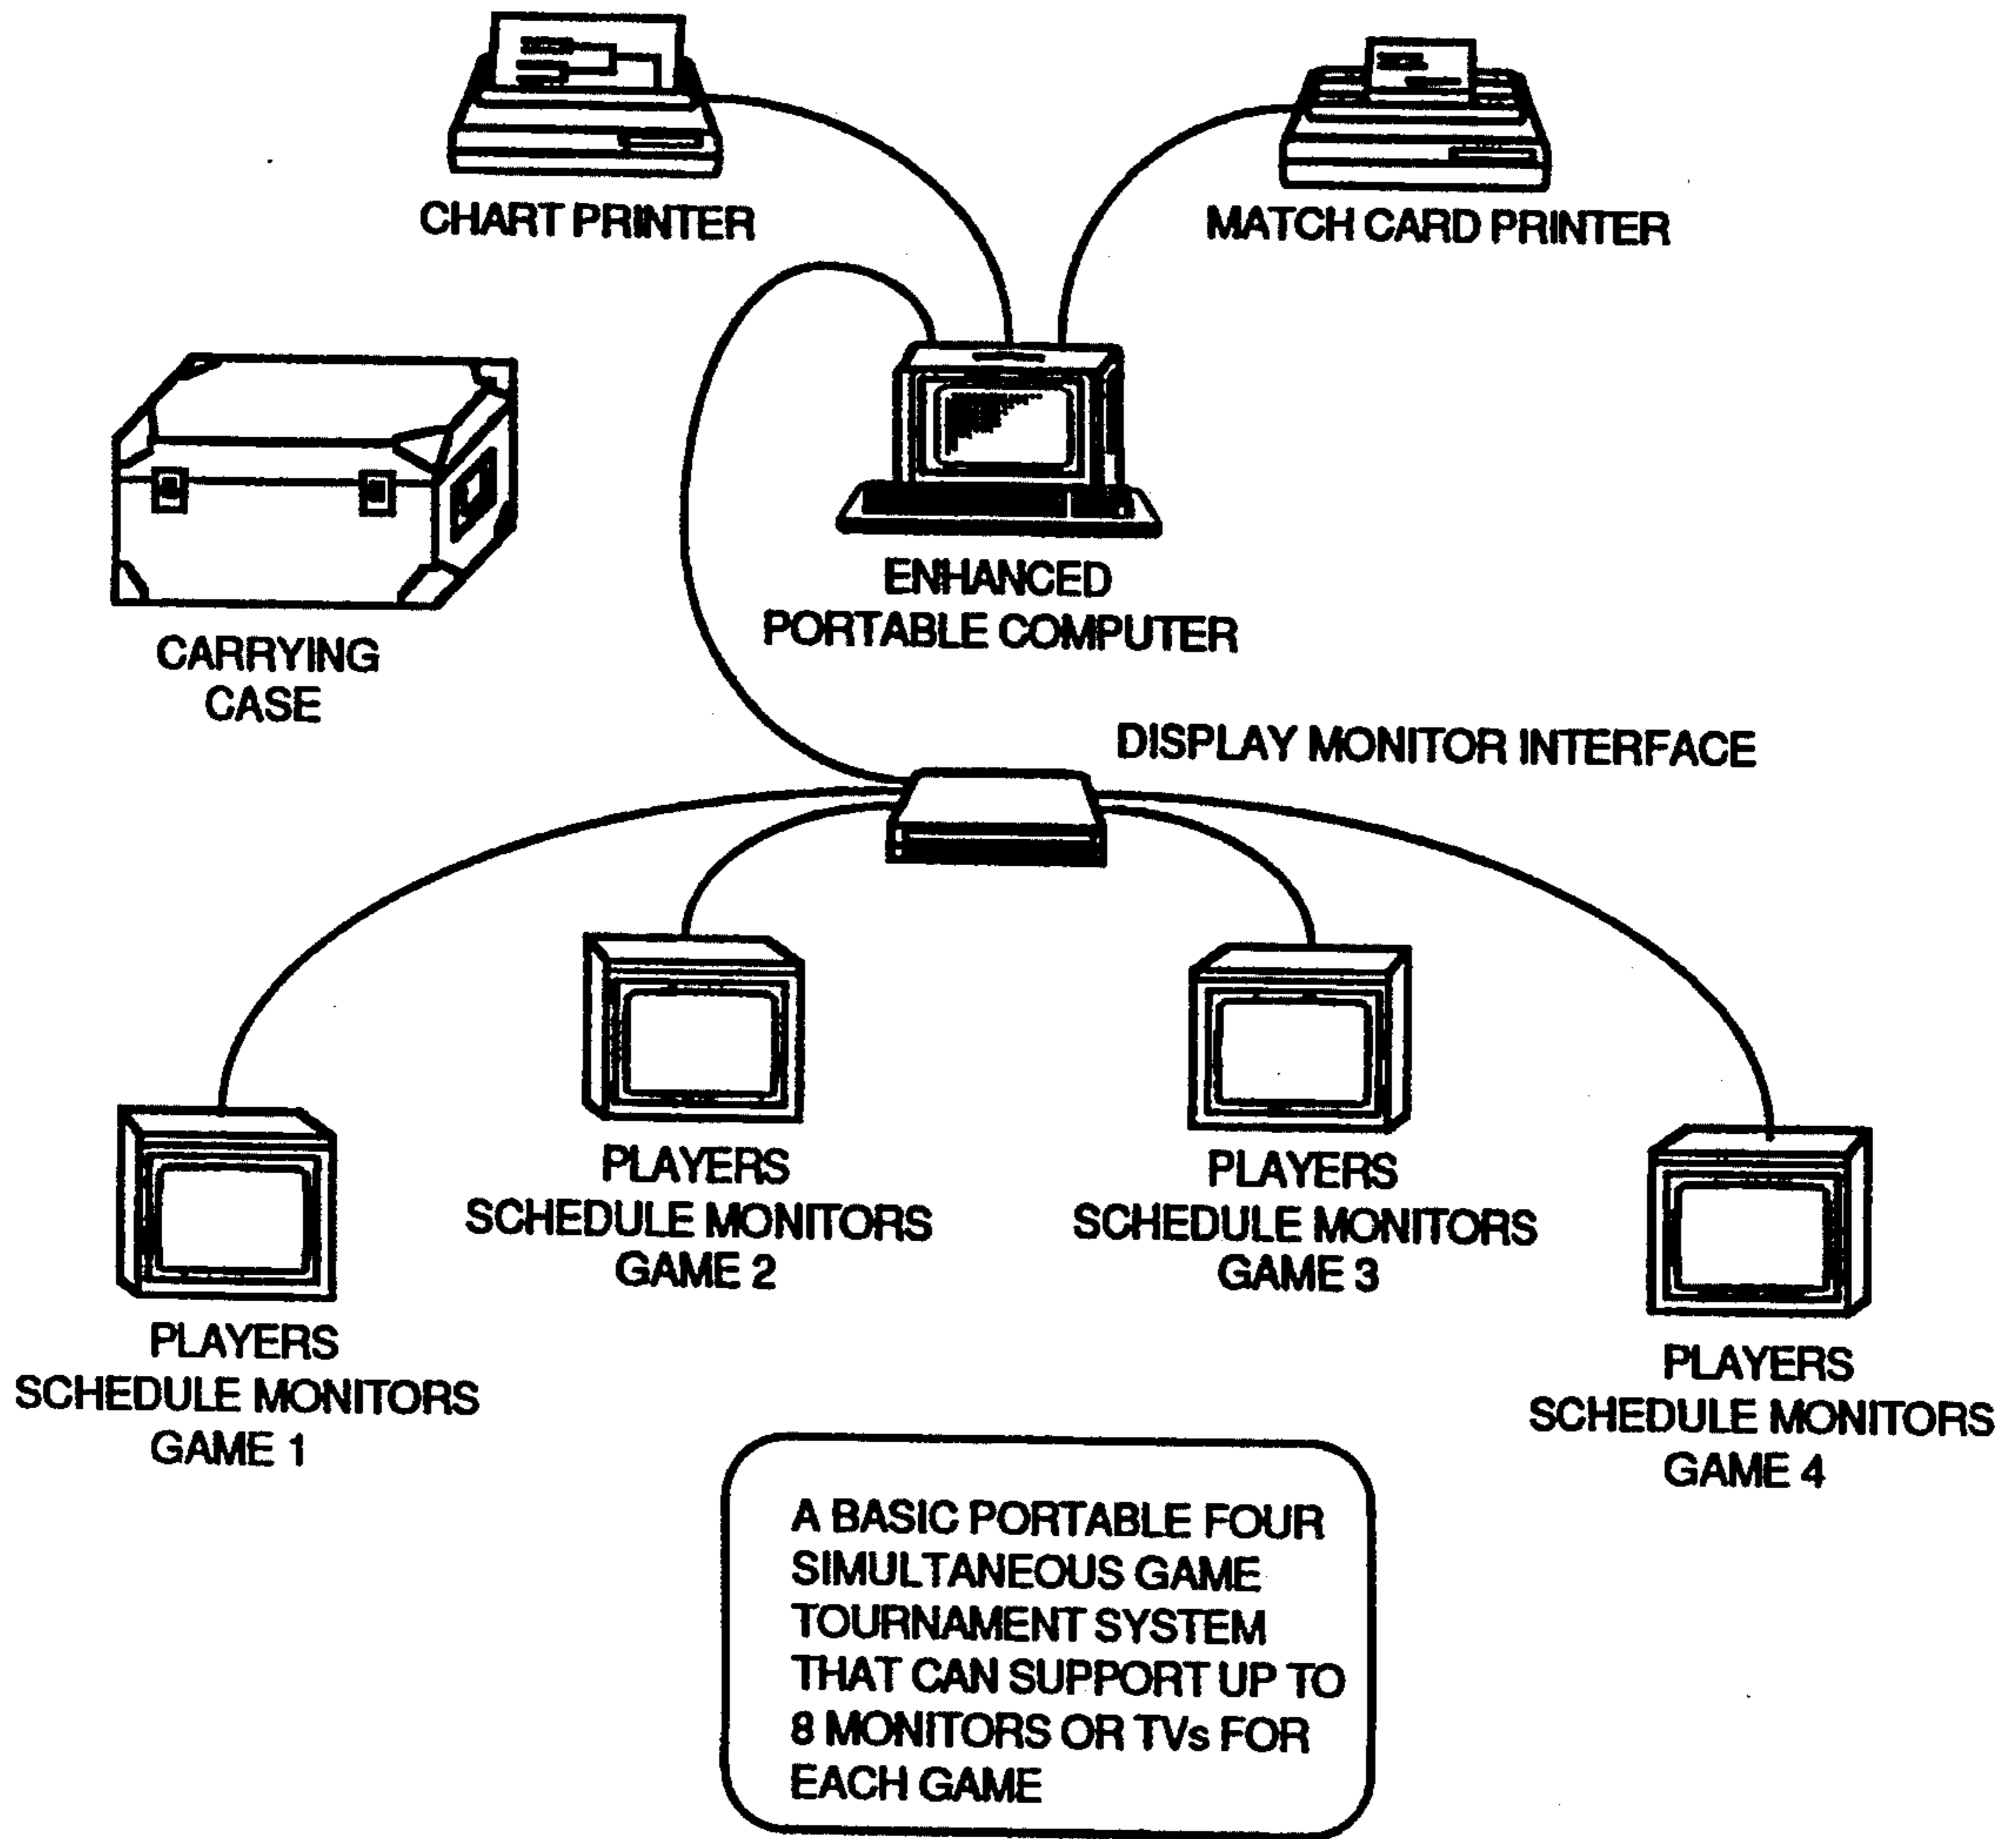 CHART PRINTER
MATCH CARD PRINTER
ENHANCED
PORTABLE COMPUTER
CARRYING
CASE
DISPLAY MONITOR INTERFACE
PLAYERS
SCHEDULE MONITORS
GAME 1
PLAYERS
SCHEDULE MONITORS
GAME 2
PLAYERS
SCHEDULE MONITORS
GAME 3
PLAYERS
SCHEDULE MONITORS
GAME 4
A BASIC PORTABLE FOUR
SIMULTANEOUS GAME
TOURNAMENT SYSTEM
THAT CAN SUPPORT UP TO
8 MONITORS OR TVs FOR
EACH GAME